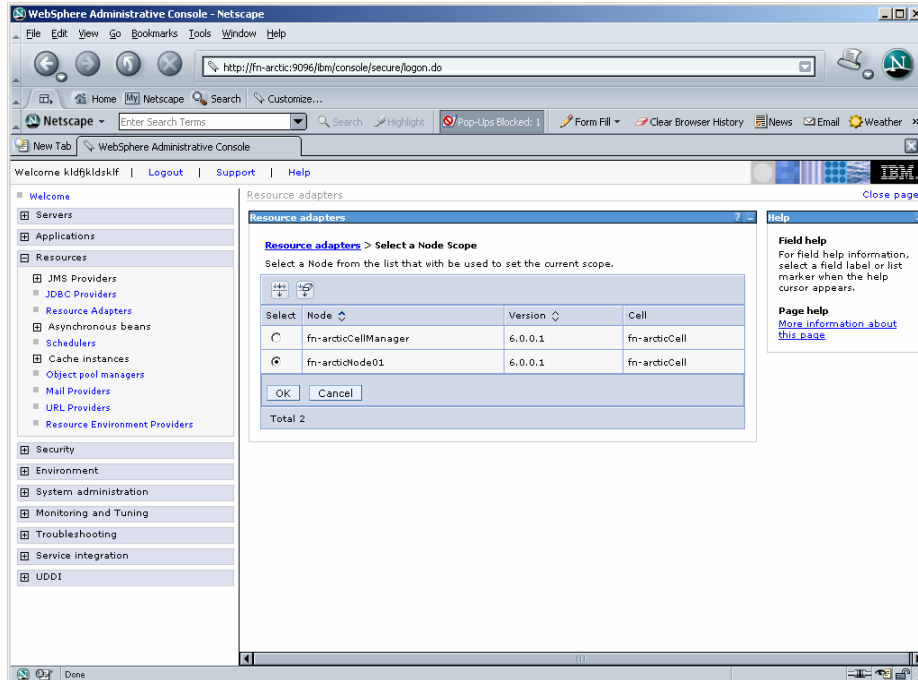 WebSphere Administrative Console - Netscape
File Edit View Go Bookmarks Tools Window Help
http://fn-arctic:9096/ibm/console/secure/logon.do
Home My Netscape Search Customize...
Netscape Enter Search Terms Search Highlight Pop-Ups Blocked: 1 Form Fill Clear Browser History News Email Weather »
New Tab WebSphere Administrative Console
Welcome kldfjkldsklf | Logout | Support | Help IBM.
Welcome
Servers
Applications
Resources
JMS Providers
JDBC Providers
Resource Adapters
Asynchronous beans
Schedulers
Cache instances
Object pool managers
Mail Providers
URL Providers
Resource Environment Providers
Security
Environment
System administration
Monitoring and Tuning
Troubleshooting
Service integration
UDDI
Resource adapters Close page
Resource adapters ? _
Resource adapters > Select a Node Scope
Select a Node from the list that with be used to set the current scope.
Select Node Version Cell
fn-arcticCellManager 6.0.0.1 fn-arcticCell
fn-arcticNode01 6.0.0.1 fn-arcticCell
OK Cancel
Total 2
Help
Field help
For field help information,
select a field label or list
marker when the help
cursor appears.
Page help
More information about
this page
Done